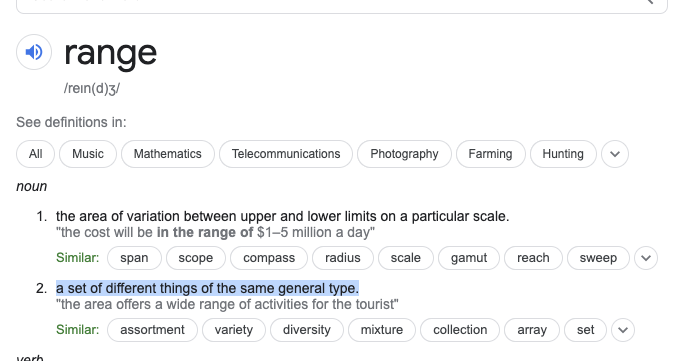 range
/reɪn(d)ʒ/
See definitions in:
All Music Mathematics Telecommunications Photography Farming Hunting
noun
1. the area of variation between upper and lower limits on a particular scale.
"the cost will be in the range of $1–5 million a day"
Similar: span scope compass radius scale gamut reach sweep
2. a set of different things of the same general type.
"the area offers a wide range of activities for the tourist"
Similar: assortment variety diversity mixture collection array set
verb